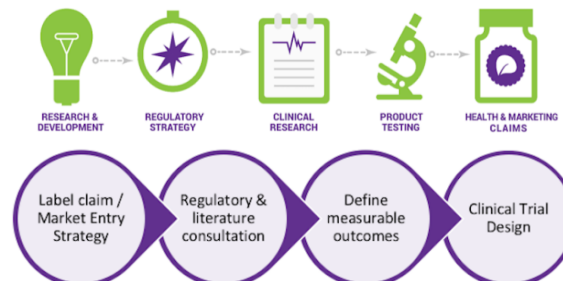 RESEARCH &
DEVELOPMENT
REGULATORY
STRATEGY
CLINICAL
RESEARCH
PRODUCT
TESTING
HEALTH & MARKETING
CLAIMS
Label claim /
Market Entry
Strategy
Regulatory &
literature
consultation
Define
measurable
outcomes
Clinical Trial
Design